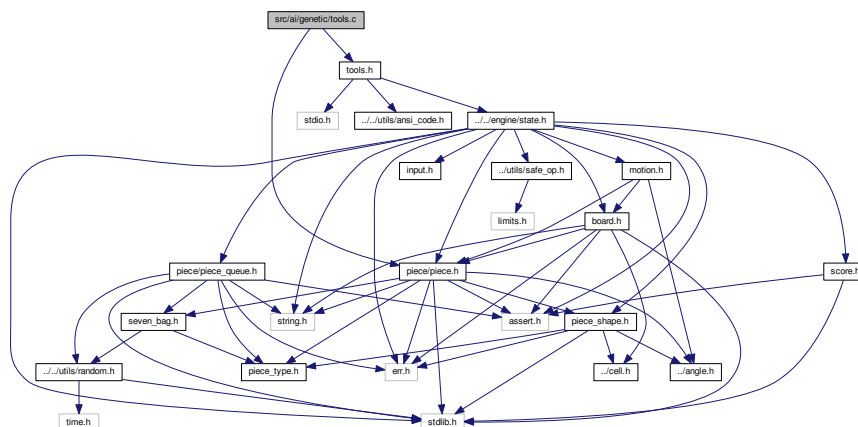 src/ai/genetic/tools.c
tools.h
stdio.h
../../utils/ansi_code.h
../../engine/state.h
input.h
../utils/safe_op.h
motion.h
limits.h
board.h
piece/piece_queue.h
piece/piece.h
score.h
seven_bag.h
string.h
assert.h
piece_shape.h
../../utils/random.h
piece_type.h
err.h
../cell.h
../angle.h
time.h
stdlib.h